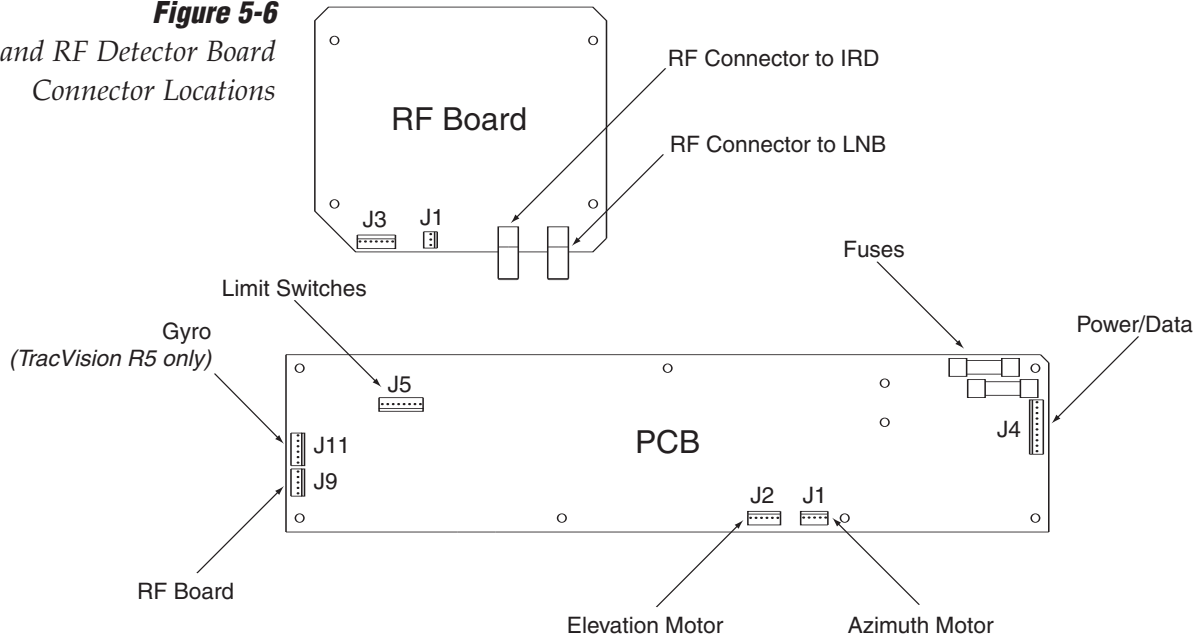 Figure 5-6
and RF Detector Board
Connector Locations
RF Connector to IRD
RF Board
RF Connector to LNB
J3
J1
Fuses
Limit Switches
Power/Data
Gyro
(TracVision R5 only)
J5
J4
PCB
J11
J9
J2
J1
RF Board
Elevation Motor
Azimuth Motor